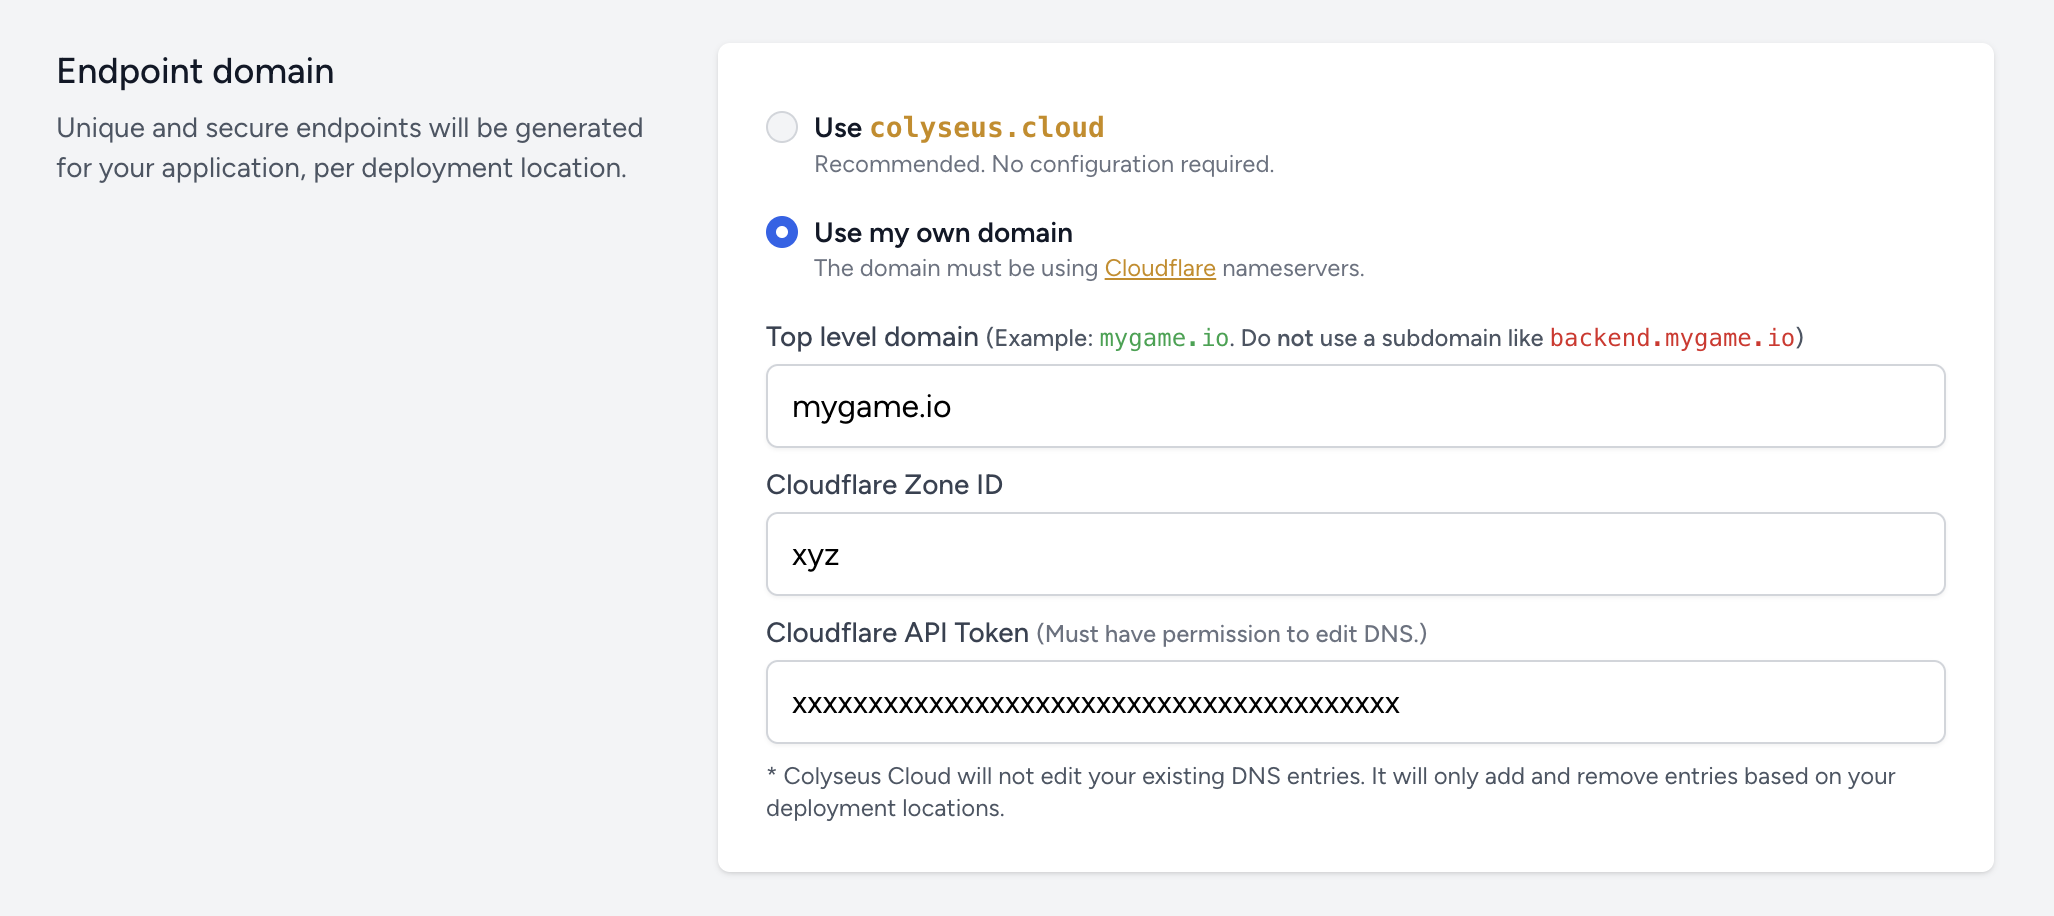 Endpoint domain
Unique and secure endpoints will be generated
for your application, per deployment location.
Use colyseus.cloud
Recommended. No configuration required.
Use my own domain
The domain must be using Cloudflare nameservers.
Top level domain (Example: mygame.io. Do not use a subdomain like backend.mygame.io)
mygame.io
Cloudflare Zone ID
xyz
Cloudflare API Token (Must have permission to edit DNS.)
xxxxxxxxxxxxxxxxxxxxxxxxxxxxxxxxxxxxxxxx
* Colyseus Cloud will not edit your existing DNS entries. It will only add and remove entries based on your
deployment locations.